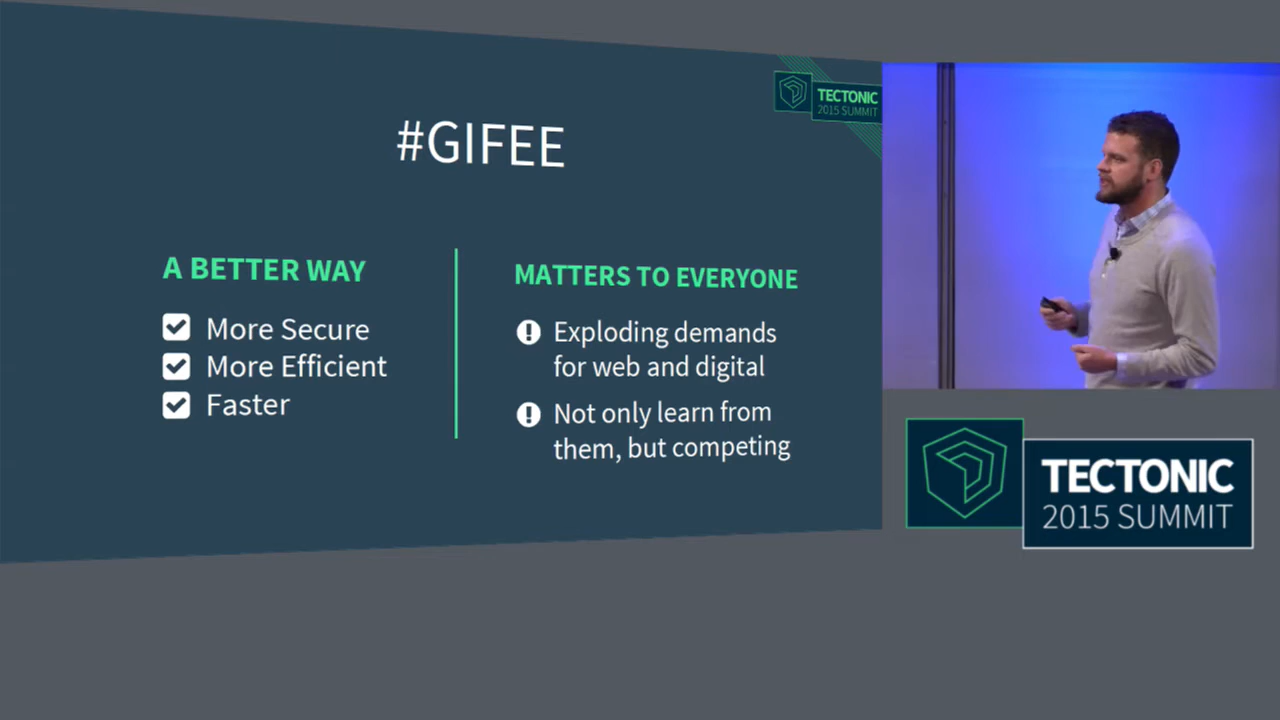 TECTONIC
2015 SUMMIT
#GIFEE
A BETTER WAY
More Secure
More Efficient
Faster
MATTERS TO EVERYONE
Exploding demands
for web and digital
Not only learn from
them, but competing
TECTONIC
2015 SUMMIT